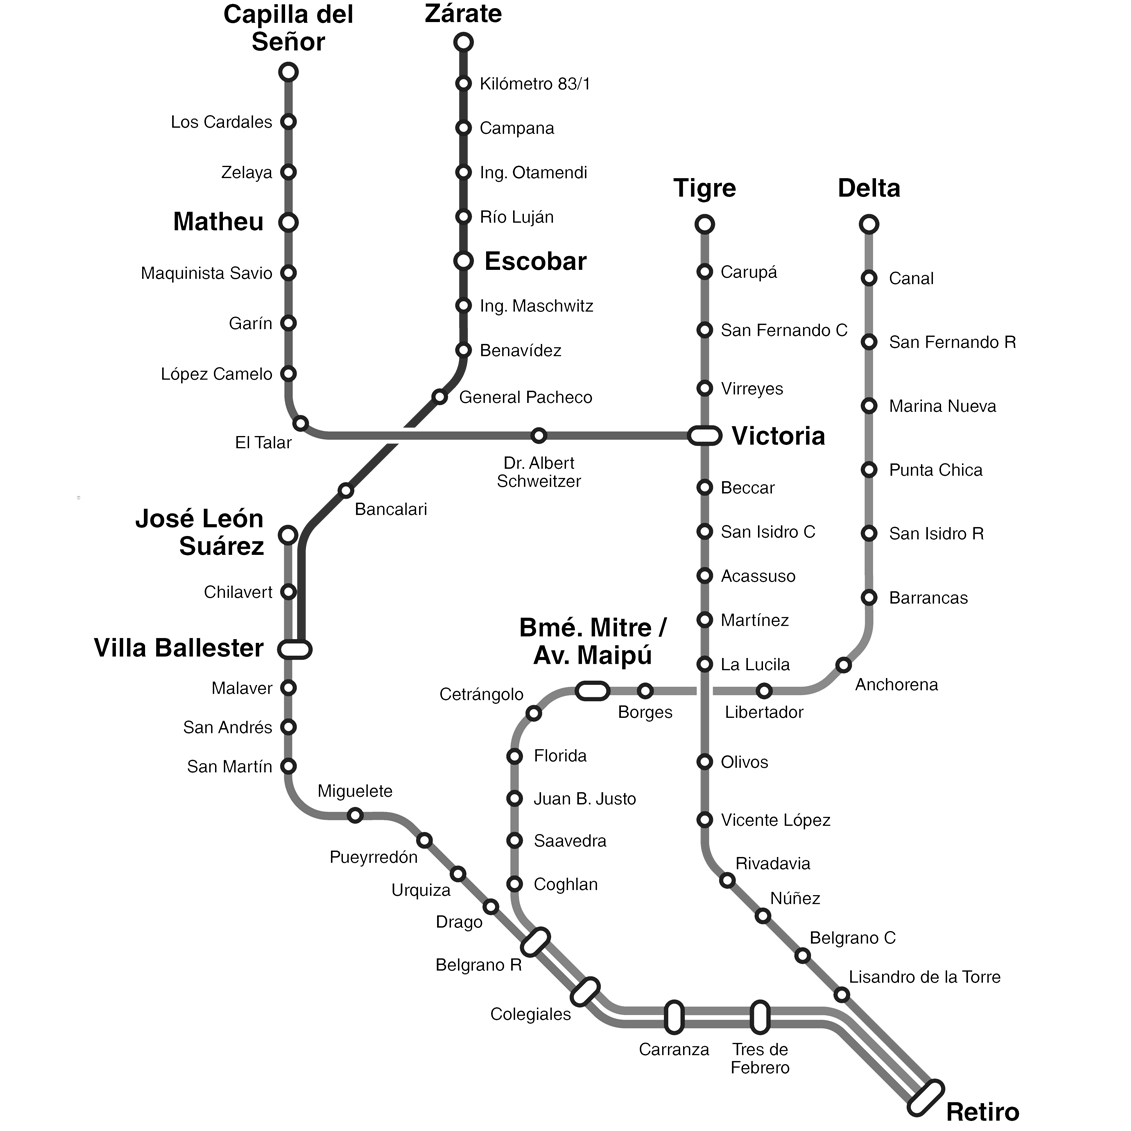 Capilla del
Señor
Zárate
Kilómetro 83/1
Los Cardales
Campana
Zelaya
Ing. Otamendi
Tigre
Delta
Matheu
Río Luján
Escobar
Maquinista Savio
Carupá
Canal
Ing. Maschwitz
Garín
San Fernando C
San Fernando R
Benavídez
López Camelo
Virreyes
General Pacheco
Marina Nueva
El Talar
Victoria
Dr. Albert
Schweitzer
Punta Chica
Beccar
Bancalari
José León
Suárez
San Isidro C
San Isidro R
Acassuso
Chilavert
Barrancas
Martínez
Bmé. Mitre /
Av. Maipú
Villa Ballester
La Lucila
Anchorena
Malaver
Cetrángolo
Borges
Libertador
San Andrés
Florida
Olivos
San Martín
Miguelete
Juan B. Justo
Vicente López
Saavedra
Pueyrredón
Rivadavia
Urquiza
Coghlan
Núñez
Drago
Belgrano C
Belgrano R
Lisandro de la Torre
Colegiales
Carranza
Tres de
Febrero
Retiro